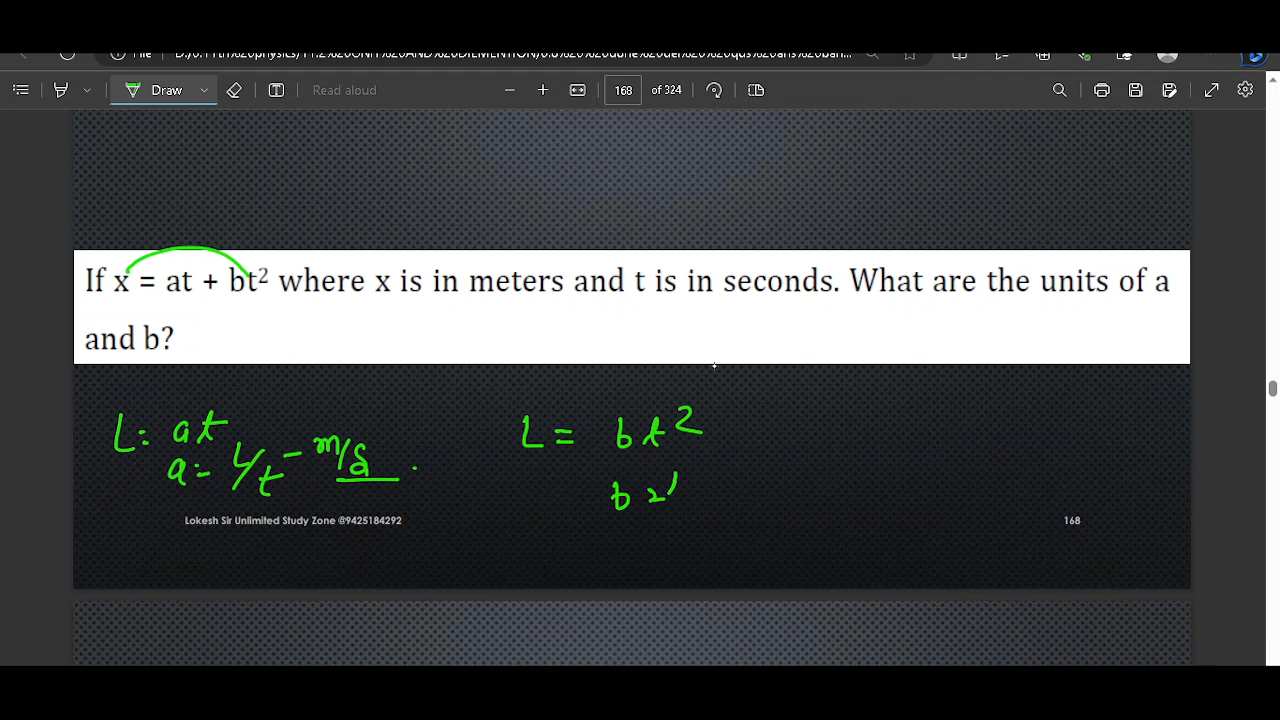 Draw
Read aloud
168 of 324
If x = at + bt² where x is in meters and t is in seconds. What are the units of a
and b?
L = at
a = L/t = m/s
L = bt²
b =
Lokesh Sir Unlimited Study Zone @9425184292
168